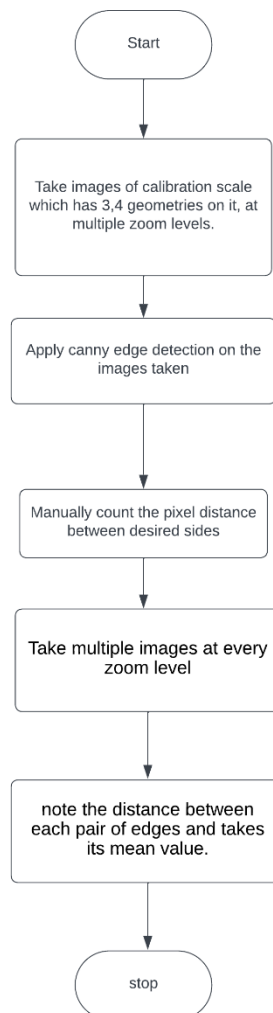 Start
Take images of calibration scale
which has 3,4 geometries on it, at
multiple zoom levels.
Apply canny edge detection on the
images taken
Manually count the pixel distance
between desired sides
Take multiple images at every
zoom level
note the distance between
each pair of edges and takes
its mean value.
stop